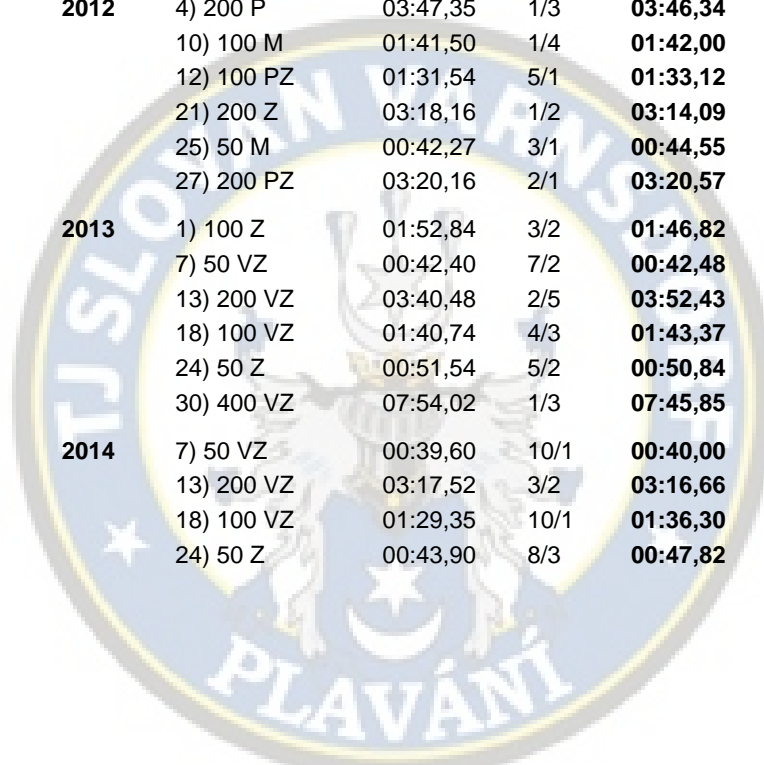 2012 4) 200 P 03:47,35 1/3 03:46,34
10) 100 M 01:41,50 1/4 01:42,00
12) 100 PZ 01:31,54 5/1 01:33,12
21) 200 Z 03:18,16 1/2 03:14,09
25) 50 M 00:42,27 3/1 00:44,55
27) 200 PZ 03:20,16 2/1 03:20,57
2013 1) 100 Z 01:52,84 3/2 01:46,82
7) 50 VZ 00:42,40 7/2 00:42,48
13) 200 VZ 03:40,48 2/5 03:52,43
18) 100 VZ 01:40,74 4/3 01:43,37
24) 50 Z 00:51,54 5/2 00:50,84
30) 400 VZ 07:54,02 1/3 07:45,85
2014 7) 50 VZ 00:39,60 10/1 00:40,00
13) 200 VZ 03:17,52 3/2 03:16,66
18) 100 VZ 01:29,35 10/1 01:36,30
24) 50 Z 00:43,90 8/3 00:47,82
TJ SLOVAN VARNSDORF
PLAVÁNÍ